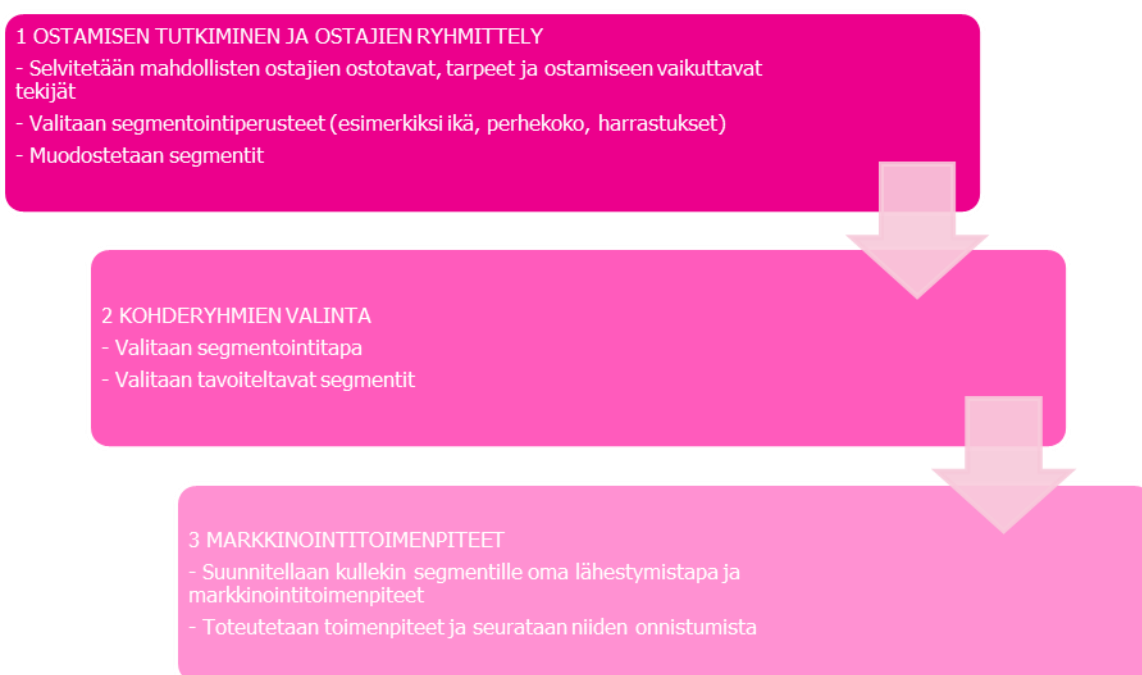 1 OSTAMISEN TUTKIMINEN JA OSTAJIEN RYHMITTELY
- Selvitetään mahdollisten ostajien ostotavat, tarpeet ja ostamiseen vaikuttavat
tekijät
- Valitaan segmentointiperusteet (esimerkiksi ikä, perhekoko, harrastukset)
- Muodostetaan segmentit
2 KOHDERYHMIEN VALINTA
- Valitaan segmentointitapa
- Valitaan tavoiteltavat segmentit
3 MARKKINOINTITOIMENPITEET
- Suunnitellaan kullekin segmentille oma lähestymistapa ja
markkinointitoimenpiteet
- Toteutetaan toimenpiteet ja seurataan niiden onnistumista